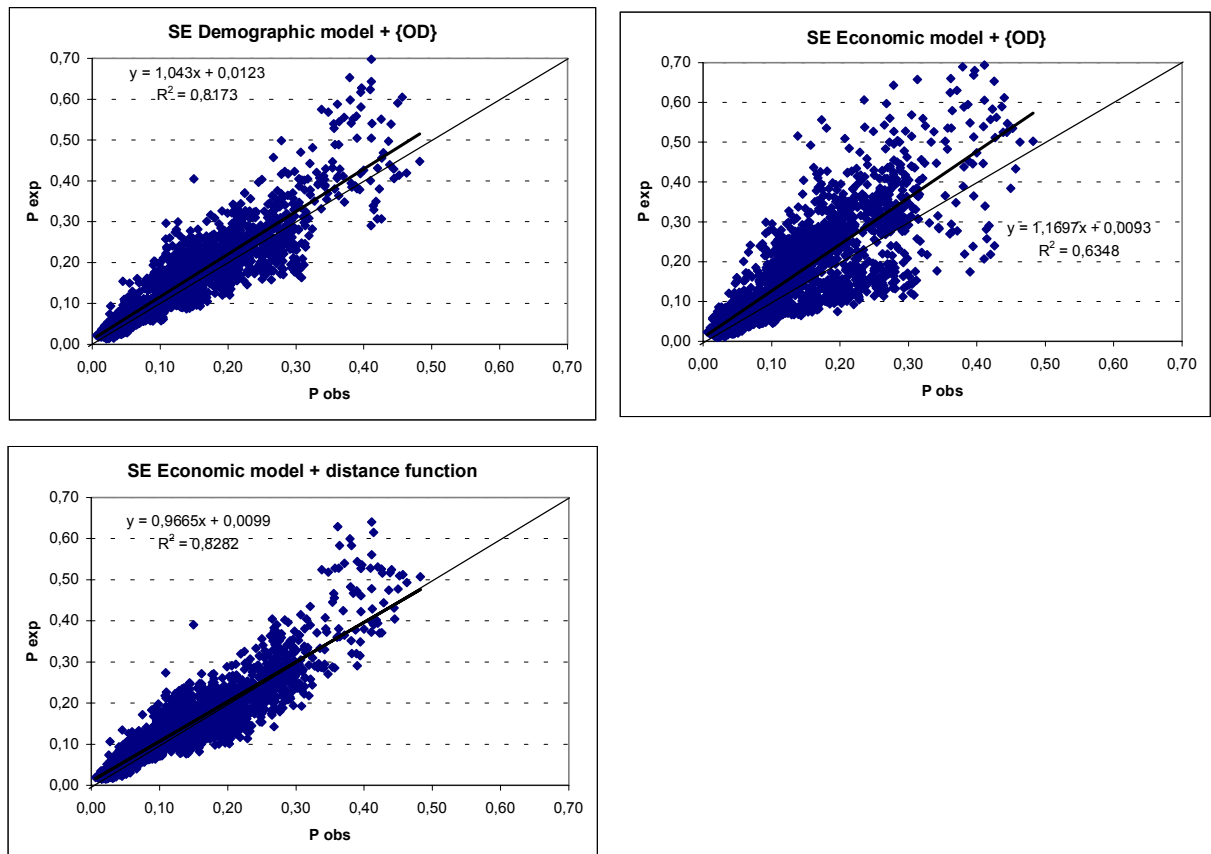 SE Demographic model + {OD}
y = 1,043x + 0,0123
R² = 0,8173
0,70
0,60
0,50
0,40
0,30
0,20
0,10
0,00
P exp
0,00 0,10 0,20 0,30 0,40 0,50 0,60 0,70
P obs
SE Economic model + {OD}
0,70
0,60
0,50
0,40
0,30
0,20
0,10
0,00
P exp
y = 1,1697x + 0,0093
R² = 0,6348
0,00 0,10 0,20 0,30 0,40 0,50 0,60 0,70
P obs
SE Economic model + distance function
y = 0,9665x + 0,0099
R² = 0,8282
0,70
0,60
0,50
0,40
0,30
0,20
0,10
0,00
P exp
0,00 0,10 0,20 0,30 0,40 0,50 0,60 0,70
P obs